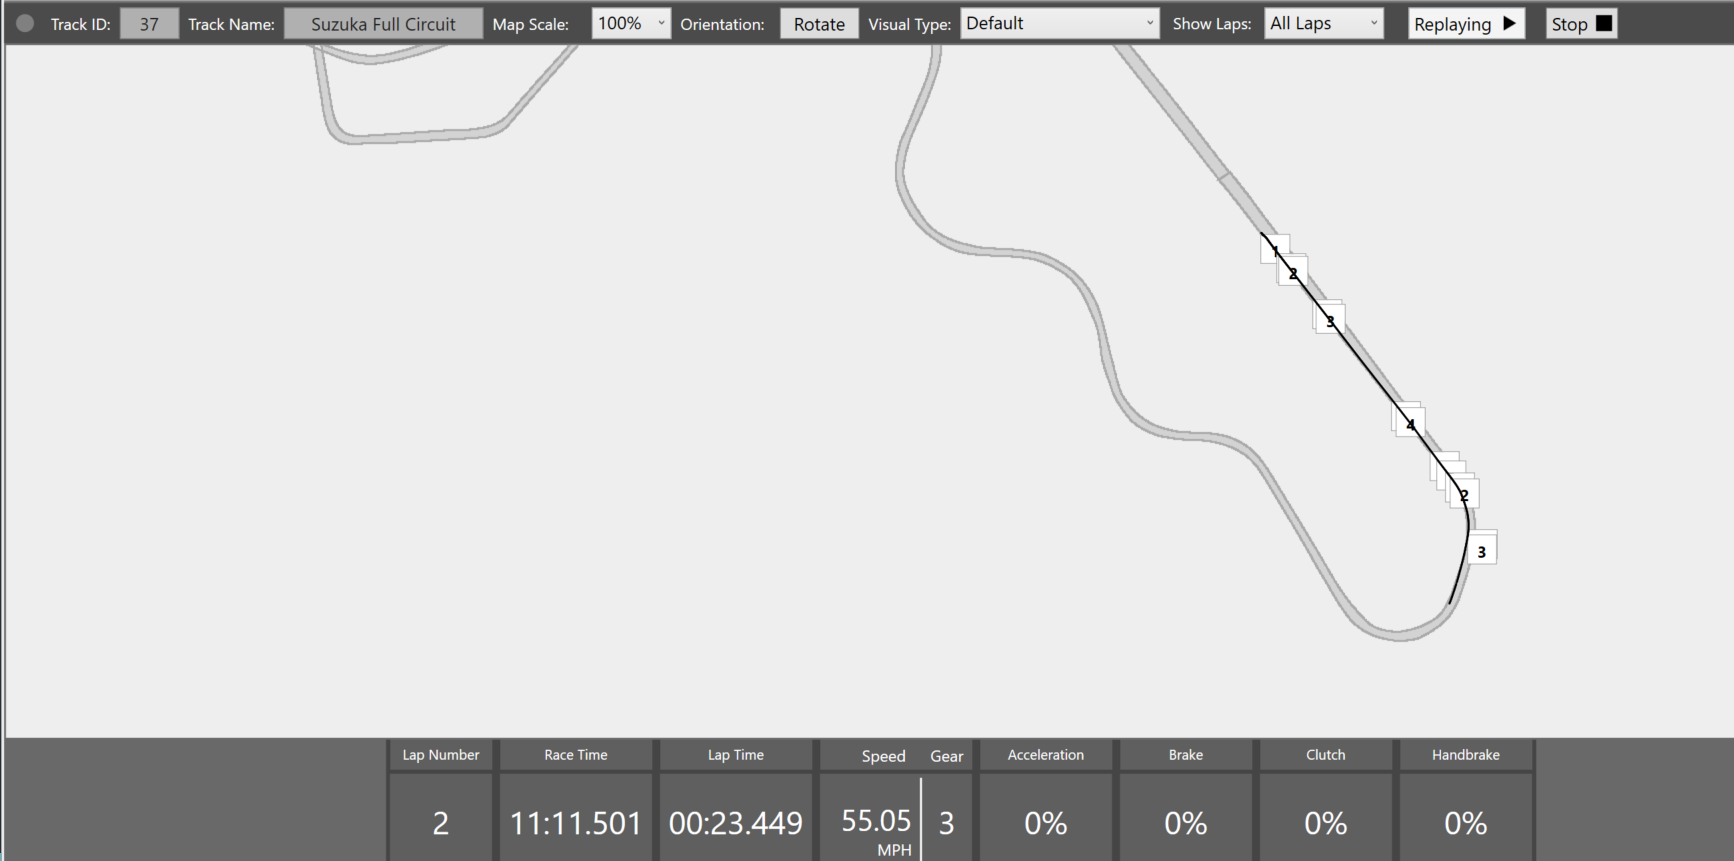 Track ID: 37 Track Name: Suzuka Full Circuit Map Scale: 100% Orientation: Rotate Visual Type: Default Show Laps: All Laps Replaying Stop
1
2
3
4
2
3
Lap Number Race Time Lap Time Speed Gear Acceleration Brake Clutch Handbrake
2 11:11.501 00:23.449 55.05 3 0% 0% 0% 0%
MPH